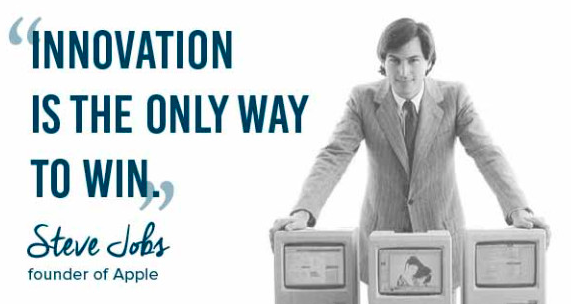 “INNOVATION
IS THE ONLY WAY
TO WIN.”
Steve Jobs
founder of Apple